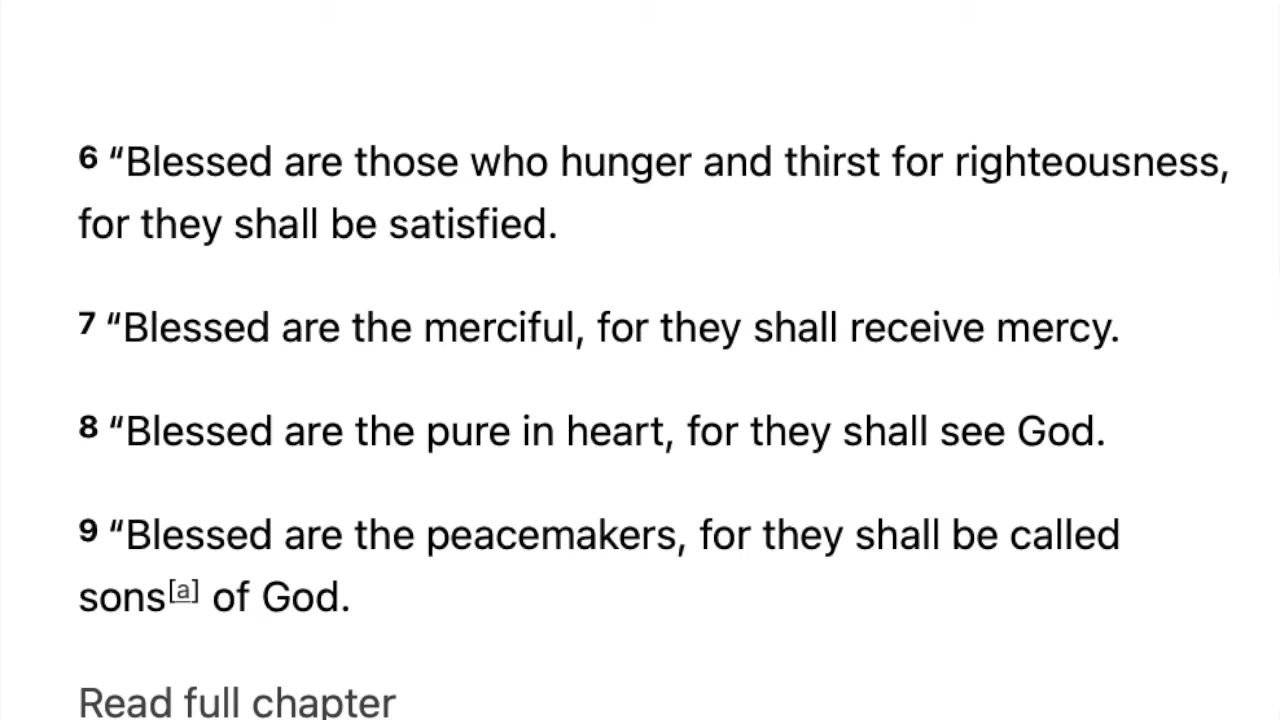 6 “Blessed are those who hunger and thirst for righteousness,
for they shall be satisfied.
7 “Blessed are the merciful, for they shall receive mercy.
8 “Blessed are the pure in heart, for they shall see God.
9 “Blessed are the peacemakers, for they shall be called
sons[a] of God.
Read full chapter